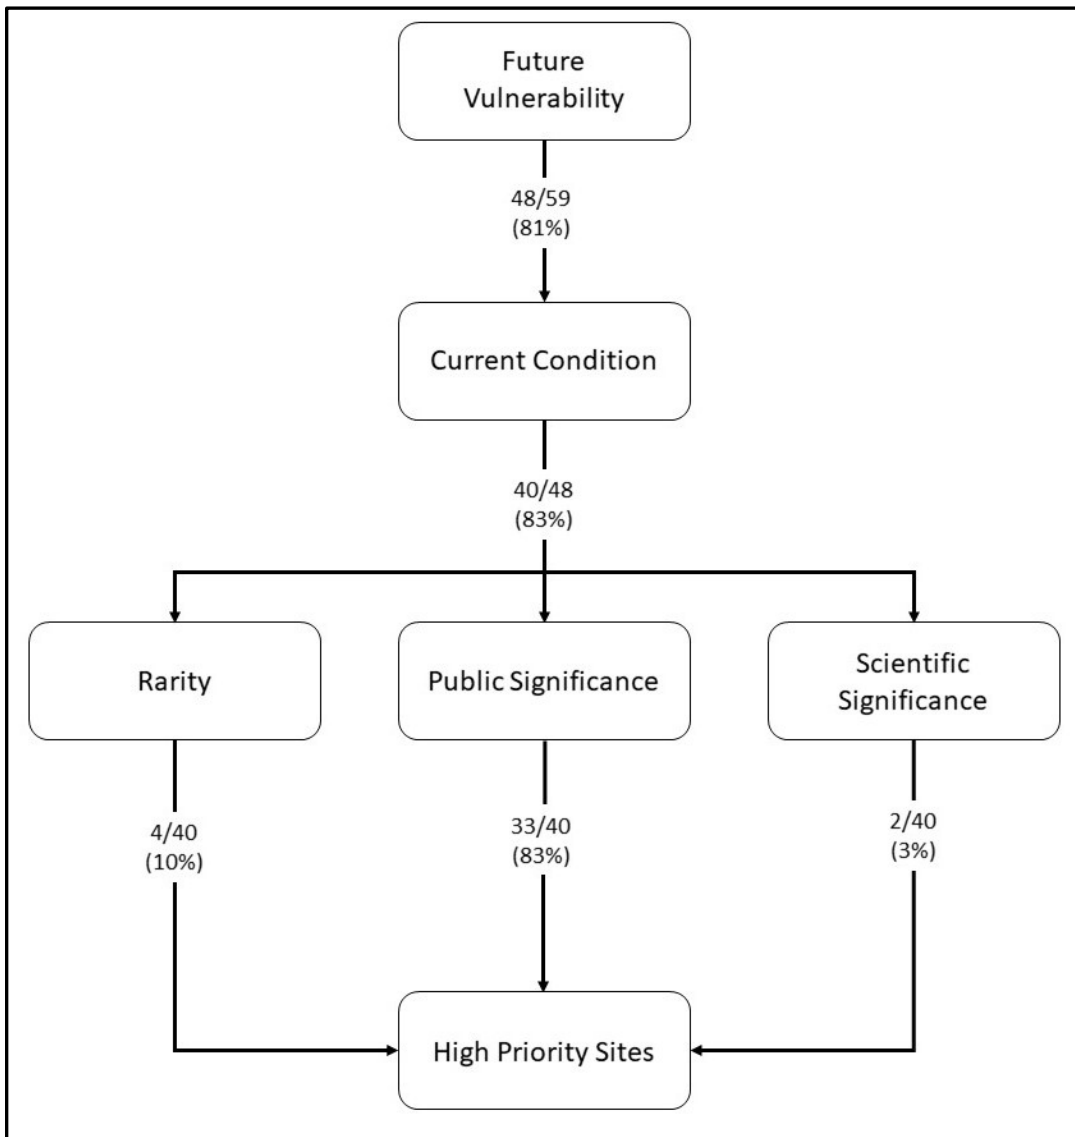 Future
Vulnerability
48/59
(81%)
Current Condition
40/48
(83%)
Rarity
Public Significance
Scientific
Significance
4/40
(10%)
33/40
(83%)
2/40
(3%)
High Priority Sites